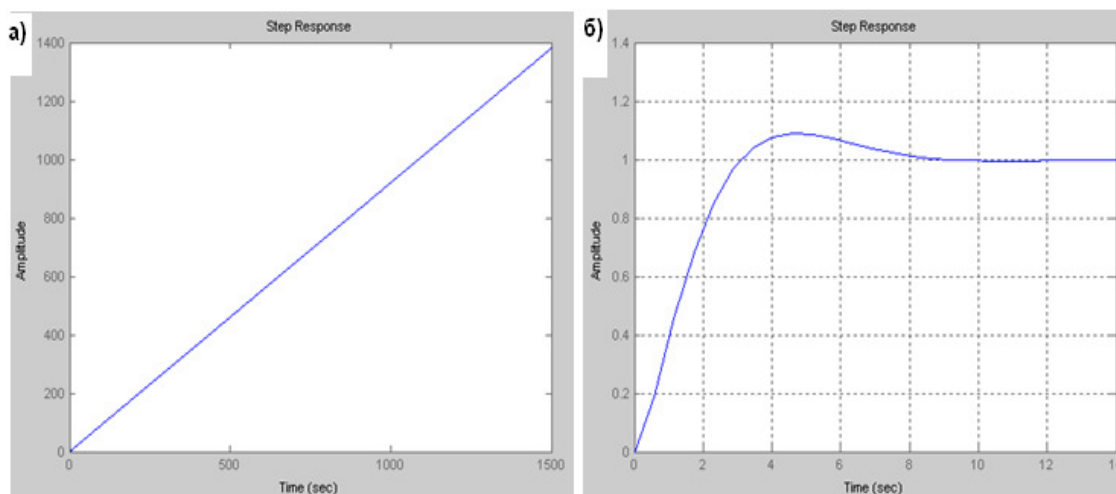 а)
Step Response
1400
1200
1000
800
600
400
200
0
Amplitude
0 500 1000 1500
Time (sec)
б)
Step Response
1.4
1.2
1
0.8
0.6
0.4
0.2
0
Amplitude
0 2 4 6 8 10 12
Time (sec)